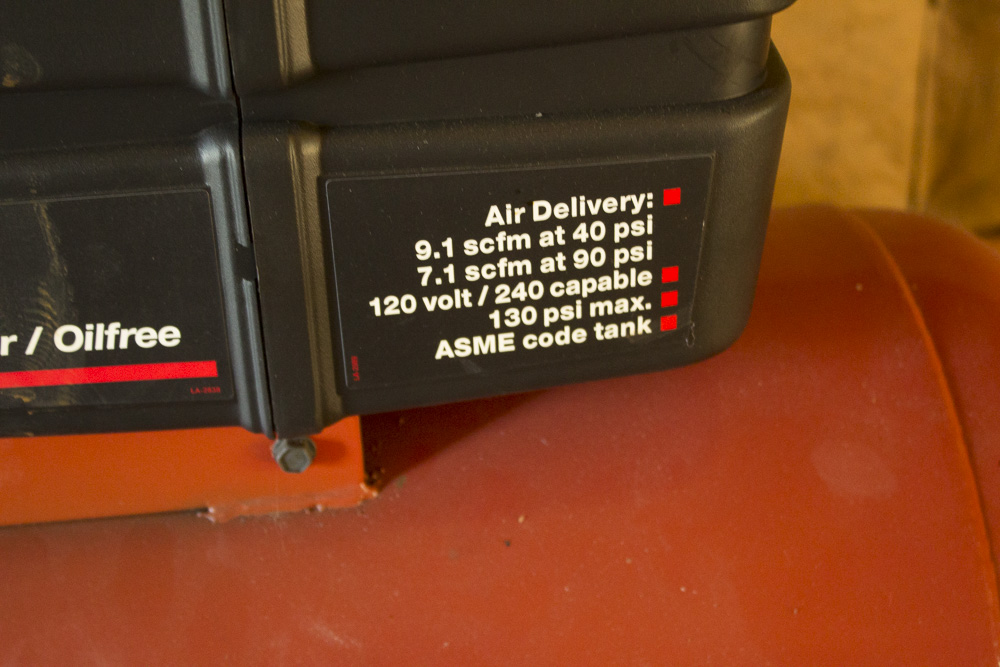 Air Delivery:
9.1 scfm at 40 psi
7.1 scfm at 90 psi
120 volt / 240 capable
130 psi max.
ASME code tank
r / Oilfree